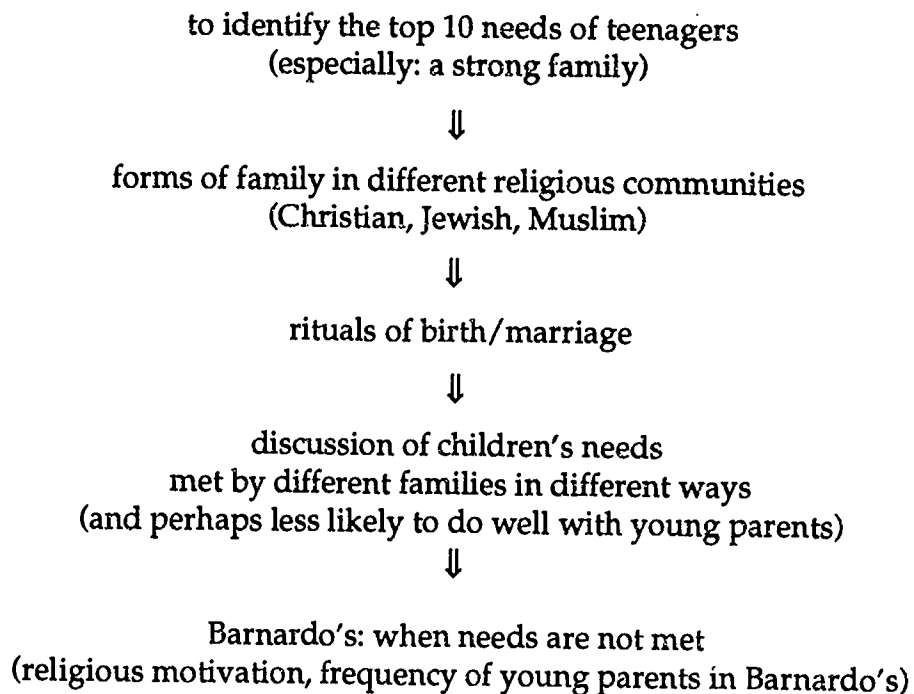 to identify the top 10 needs of teenagers
(especially: a strong family)
⇓
forms of family in different religious communities
(Christian, Jewish, Muslim)
⇓
rituals of birth/marriage
⇓
discussion of children's needs
met by different families in different ways
(and perhaps less likely to do well with young parents)
⇓
Barnardo's: when needs are not met
(religious motivation, frequency of young parents in Barnardo's)